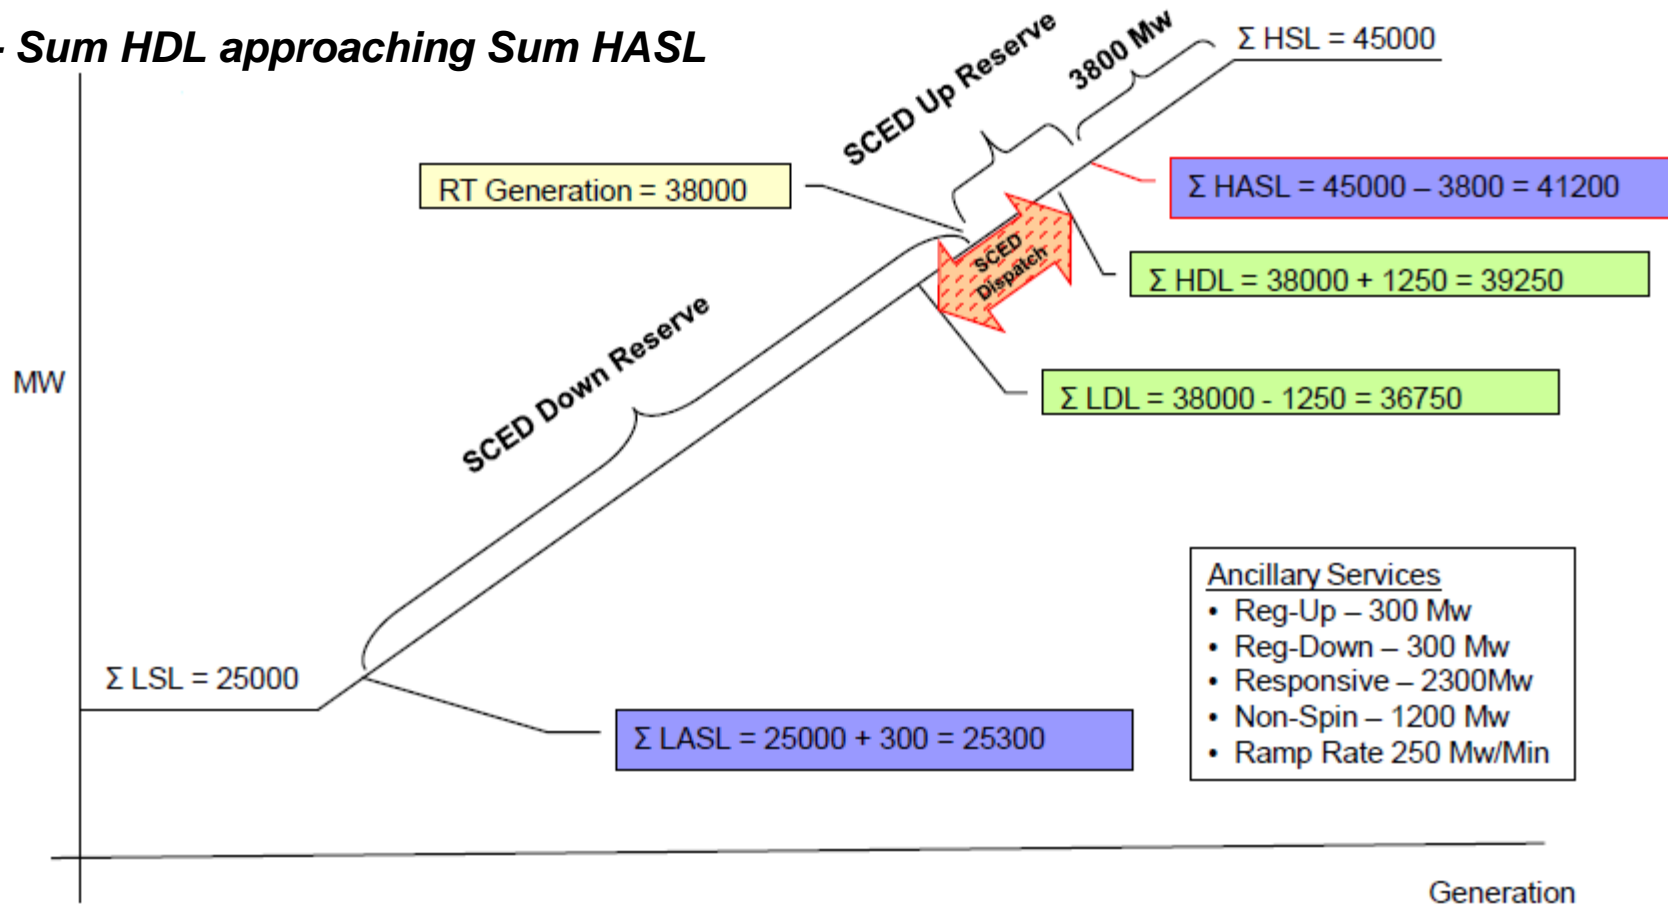 - Sum HDL approaching Sum HASL
Σ HSL = 45000
3800 Mw
SCED Up Reserve
RT Generation = 38000
Σ HASL = 45000 – 3800 = 41200
SCED
Dispatch
Σ HDL = 38000 + 1250 = 39250
SCED Down Reserve
MW
Σ LDL = 38000 - 1250 = 36750
Ancillary Services
• Reg-Up – 300 Mw
• Reg-Down – 300 Mw
• Responsive – 2300Mw
• Non-Spin – 1200 Mw
• Ramp Rate 250 Mw/Min
Σ LSL = 25000
Σ LASL = 25000 + 300 = 25300
Generation